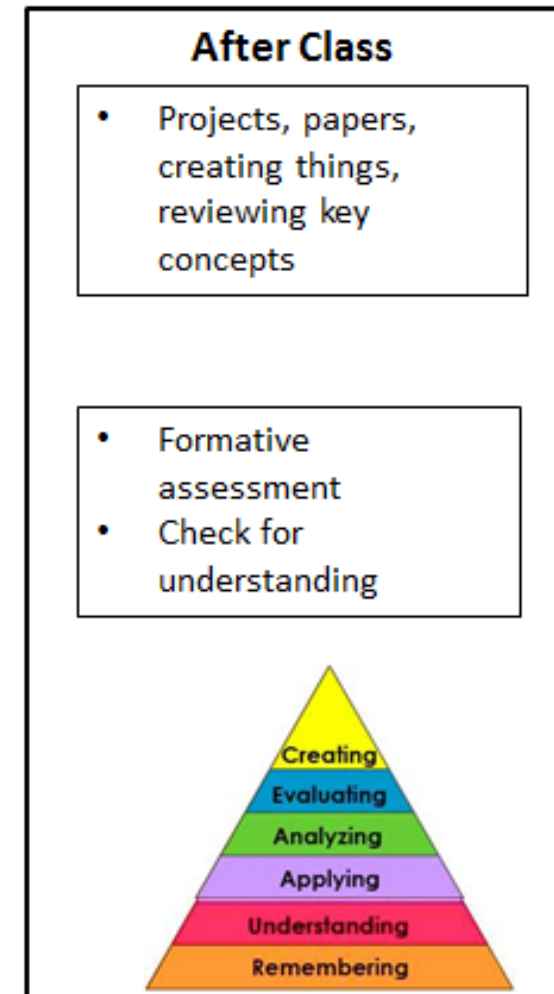 After Class
• Projects, papers,
creating things,
reviewing key
concepts
• Formative
assessment
• Check for
understanding
Creating
Evaluating
Analyzing
Applying
Understanding
Remembering